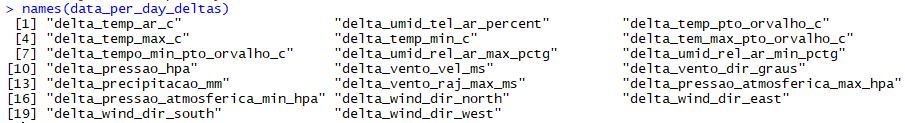 > names(data_per_day_deltas)
[1] "delta_temp_ar_c" "delta_umid_tel_ar_percent" "delta_temp_pto_orvalho_c"
[4] "delta_temp_max_c" "delta_temp_min_c" "delta_tem_max_pto_orvalho_c"
[7] "delta_tempo_min_pto_orvalho_c" "delta_umid_rel_ar_max_pctg" "delta_umid_rel_ar_min_pctg"
[10] "delta_pressao_hpa" "delta_vento_vel_ms" "delta_vento_dir_graus"
[13] "delta_precipitacao_mm" "delta_vento_raj_max_ms" "delta_pressao_atmosferica_max_hpa"
[16] "delta_pressao_atmosferica_min_hpa" "delta_wind_dir_north" "delta_wind_dir_east"
[19] "delta_wind_dir_south" "delta_wind_dir_west"